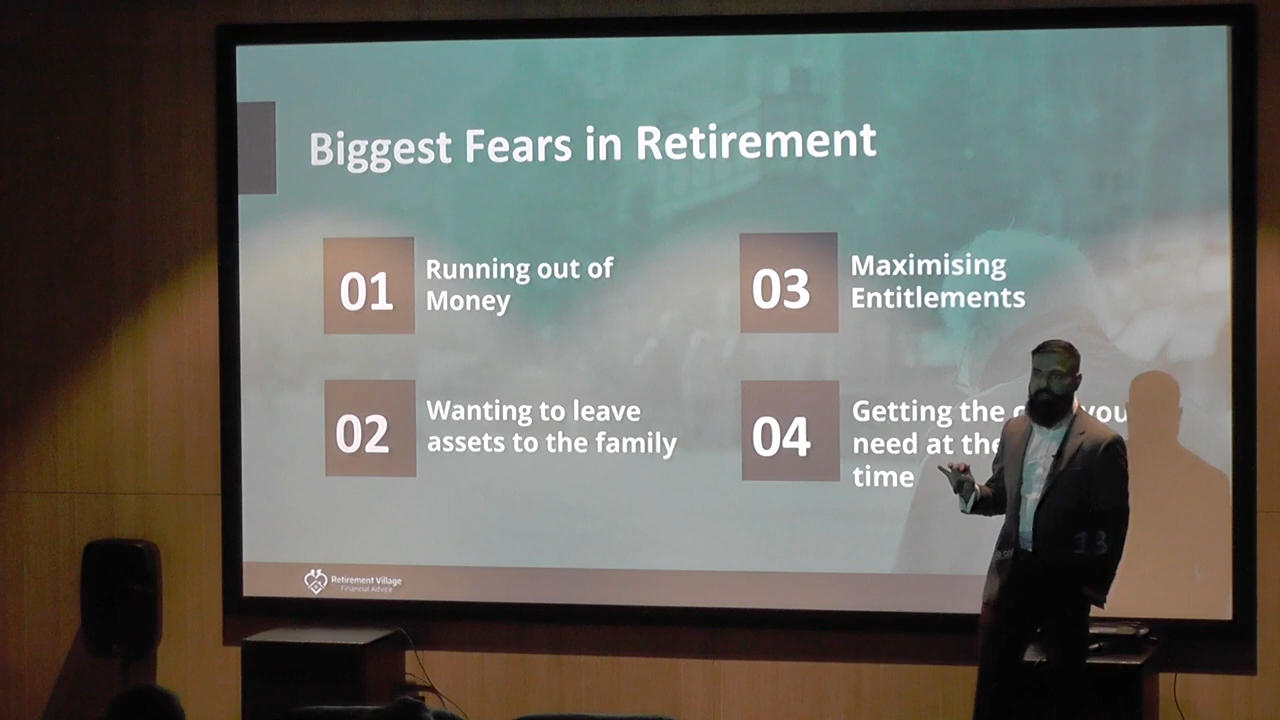 Biggest Fears in Retirement
01
Running out of
Money
02
Wanting to leave
assets to the family
03
Maximising
Entitlements
04
Getting the you
need at the
time
Retirement Village
Financial Advice
13